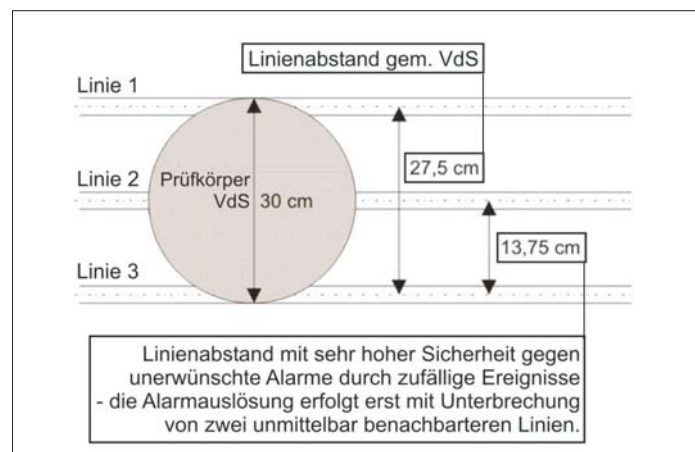 Linienabstand gem. VdS
Linie 1
27,5 cm
Linie 2
Prüfkörper
VdS
30 cm
13,75 cm
Linie 3
Linienabstand mit sehr hoher Sicherheit gegen
unerwünschte Alarme durch zufällige Ereignisse
- die Alarmauslösung erfolgt erst mit Unterbrechung
von zwei unmittelbar benachbarteren Linien.